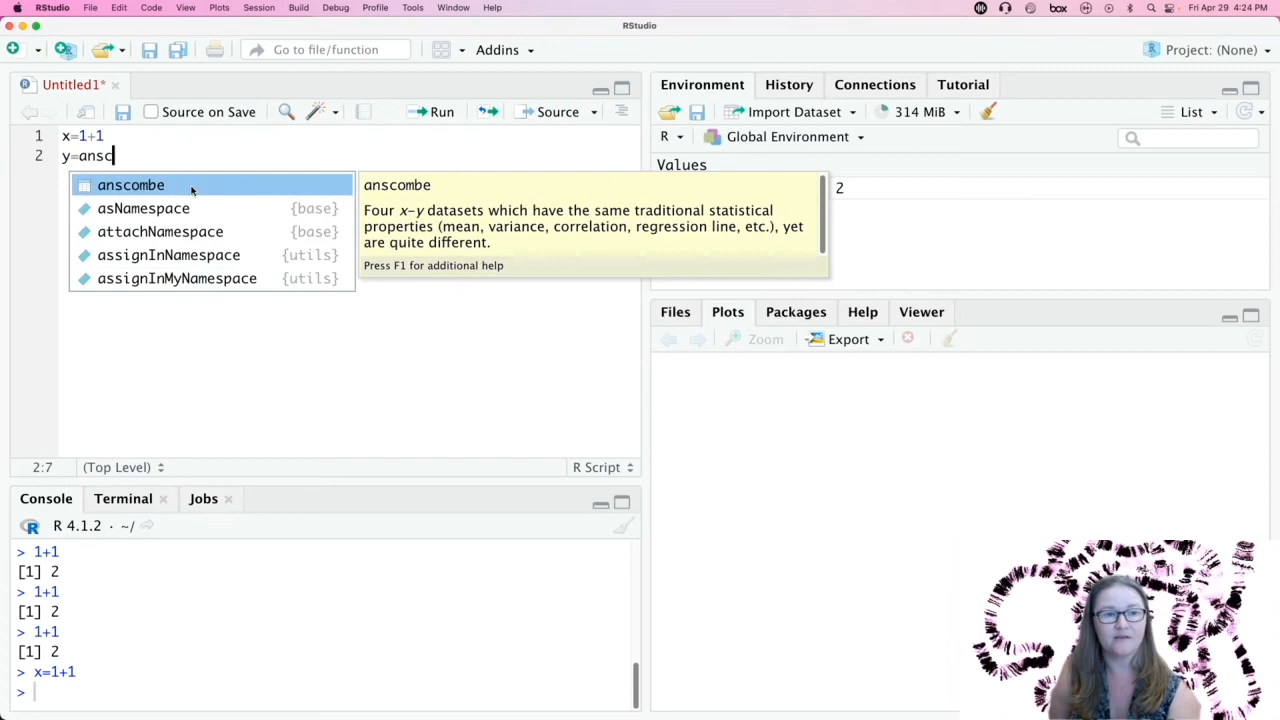 RStudio File Edit Code View Plots Session Build Debug Profile Tools Window Help box Fri Apr 29 4:24 PM
RStudio
Go to file/function Addins Project: (None)
Untitled1*
Source on Save Run Source
1 x=1+1
2 y=ansc
anscombe
asNamespace {base}
attachNamespace {base}
assignInNamespace {utils}
assignInMyNamespace {utils}
anscombe
Four x-y datasets which have the same traditional statistical
properties (mean, variance, correlation, regression line, etc.), yet
are quite different.
Press F1 for additional help
2:7 (Top Level) R Script
Console Terminal Jobs
R 4.1.2 · ~/
> 1+1
[1] 2
> 1+1
[1] 2
> 1+1
[1] 2
> x=1+1
>
Environment History Connections Tutorial
Import Dataset 314 MiB List
R Global Environment
Values
2
Files Plots Packages Help Viewer
Zoom Export